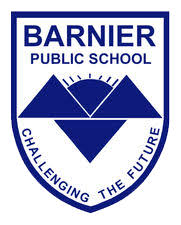 BARNIER
PUBLIC SCHOOL
CHALLENGING THE FUTURE